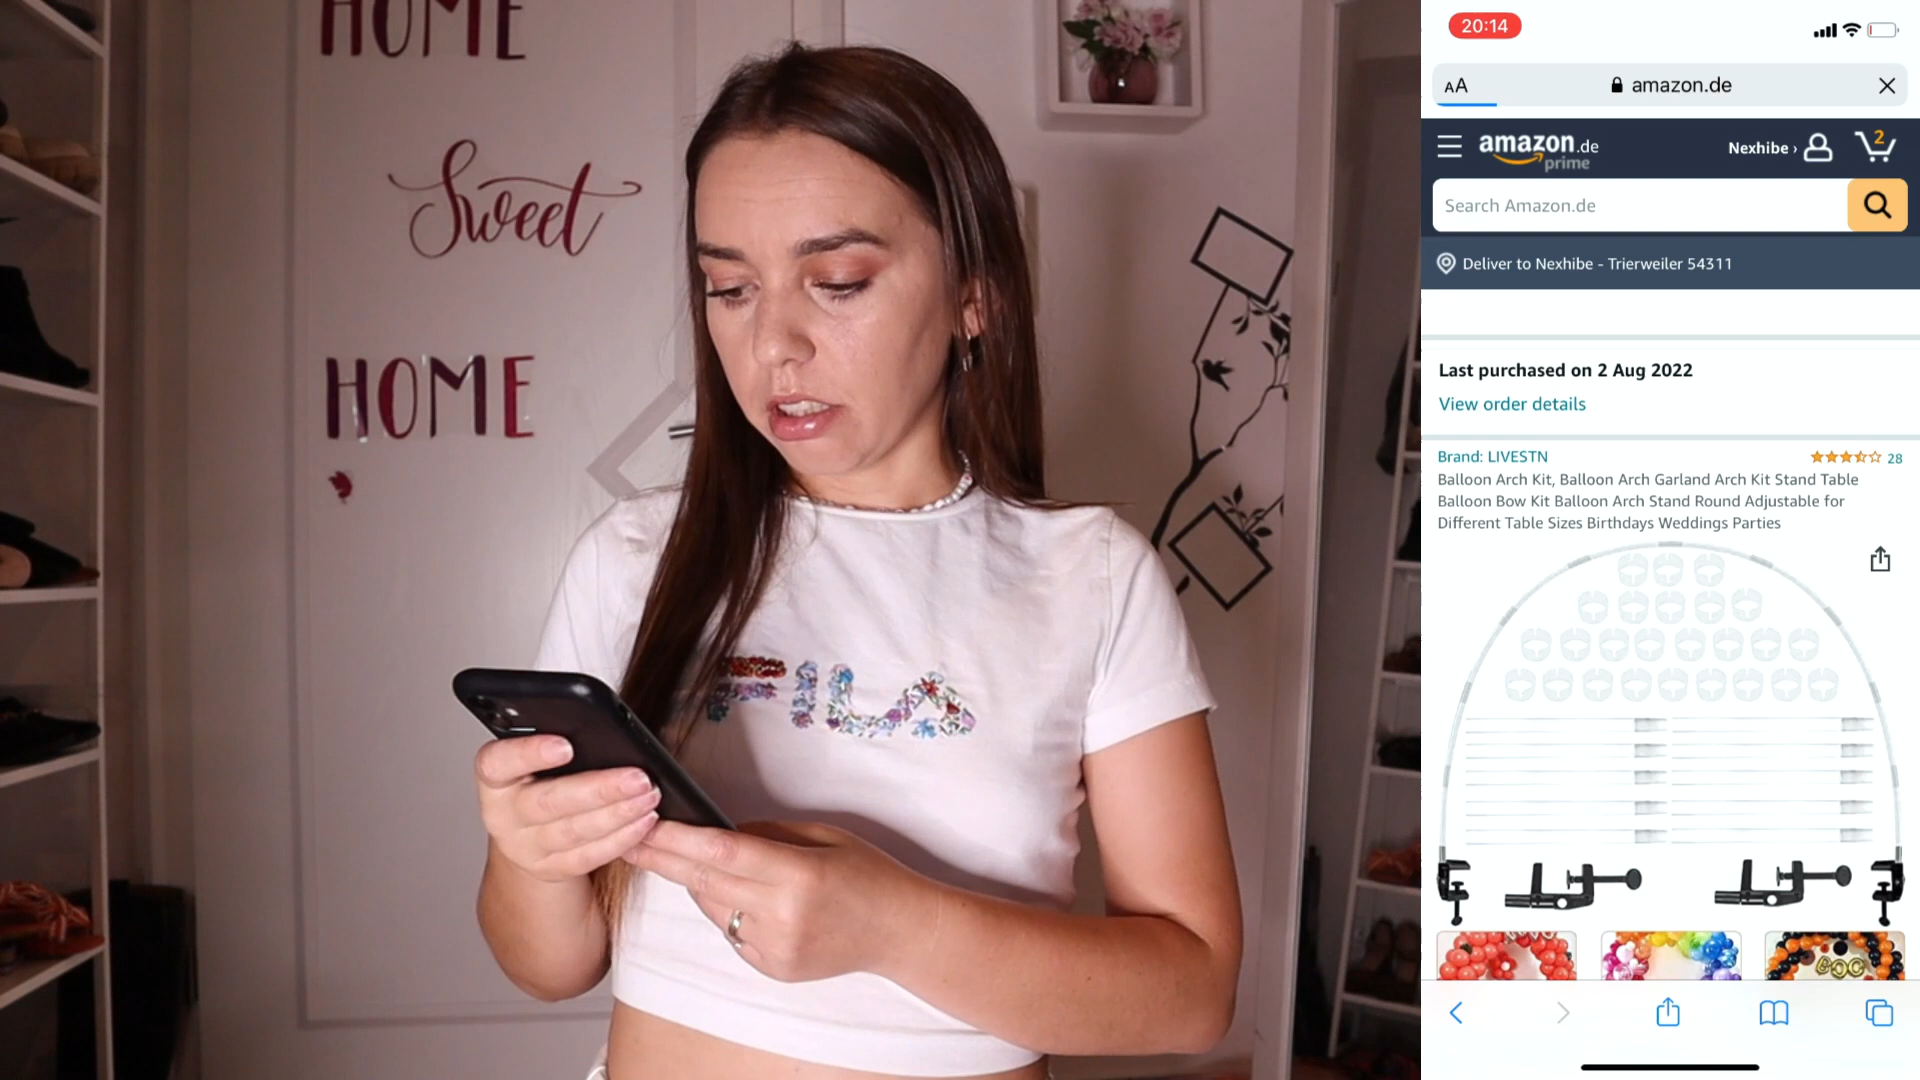 HOME
Sweet
HOME
FILA
20:14
AA
amazon.de
amazon.de
prime
Nexhibe ›
2
Search Amazon.de
Deliver to Nexhibe - Trierweiler 54311
Last purchased on 2 Aug 2022
View order details
Brand: LIVESTN
28
Balloon Arch Kit, Balloon Arch Garland Arch Kit Stand Table
Balloon Bow Kit Balloon Arch Stand Round Adjustable for
Different Table Sizes Birthdays Weddings Parties